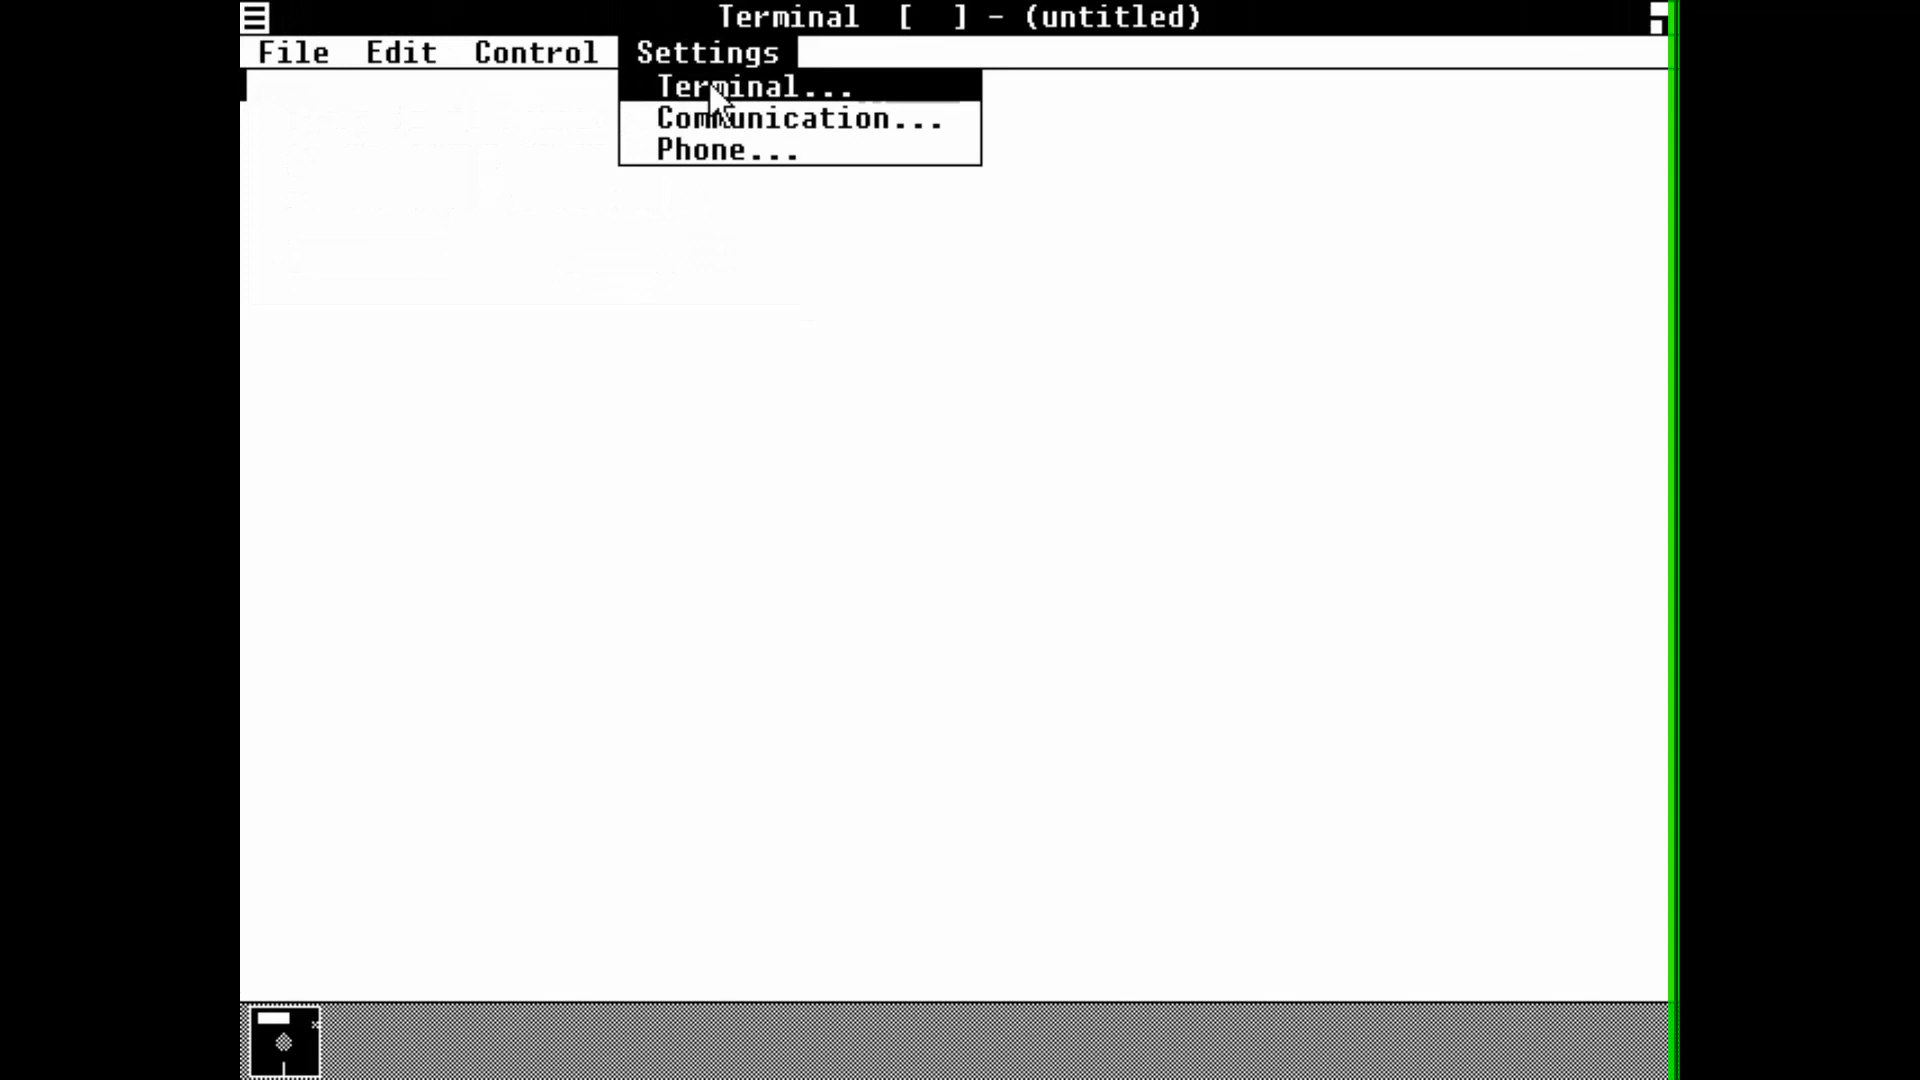 Terminal [ ] - (untitled)
File Edit Control Settings
Terminal...
Communication...
Phone...